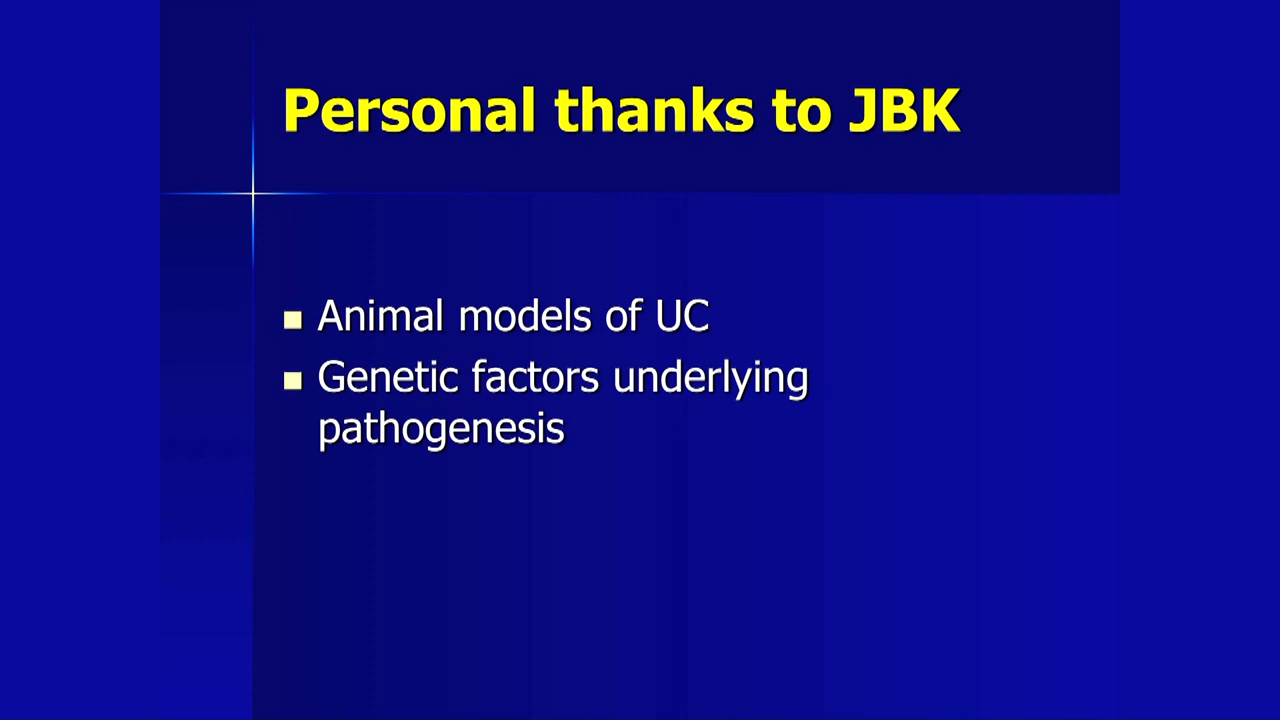 Personal thanks to JBK
Animal models of UC
Genetic factors underlying
pathogenesis